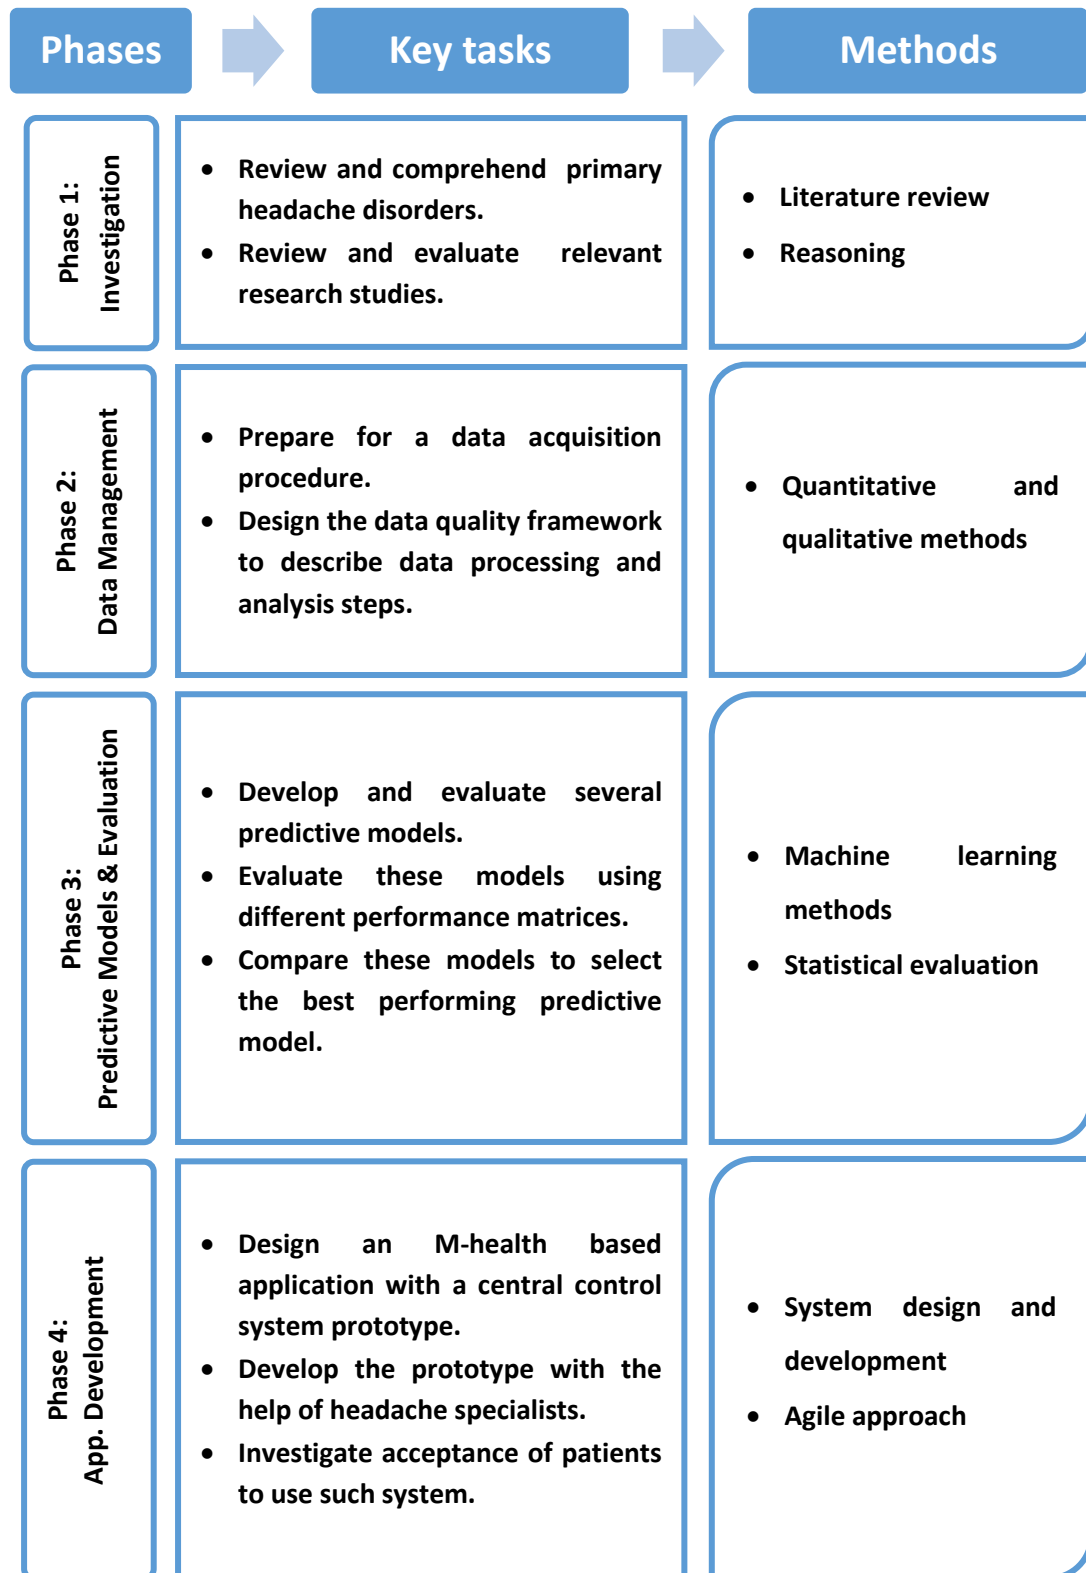 Phases
Key tasks
Methods
Phase 1:
Investigation
• Review and comprehend primary
headache disorders.
• Review and evaluate relevant
research studies.
• Literature review
• Reasoning
Phase 2:
Data Management
• Prepare for a data acquisition
procedure.
• Design the data quality framework
to describe data processing and
analysis steps.
• Quantitative and
qualitative methods
Phase 3:
Predictive Models & Evaluation
• Develop and evaluate several
predictive models.
• Evaluate these models using
different performance matrices.
• Compare these models to select
the best performing predictive
model.
• Machine learning
methods
• Statistical evaluation
Phase 4:
App. Development
• Design an M-health based
application with a central control
system prototype.
• Develop the prototype with the
help of headache specialists.
• Investigate acceptance of patients
to use such system.
• System design and
development
• Agile approach